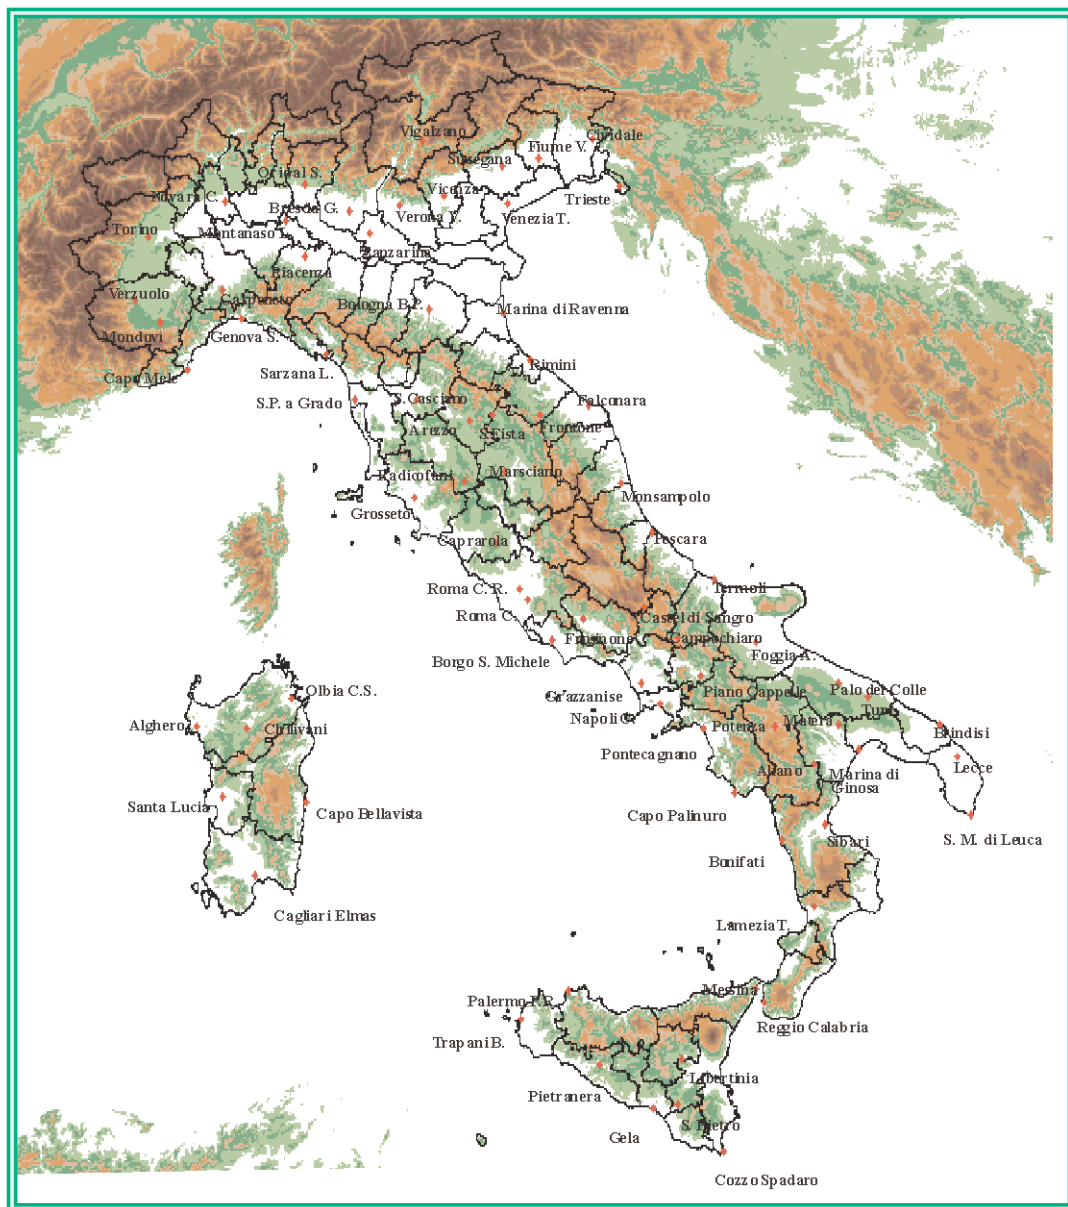 Vigalzano
Cividale
Fiume V.
Susegana
Vicenza
Trieste
Novara C.
Brescia G.
Verona V.
Venezia T.
Torino
Montanaso L.
Zanzarina
Piacenza
Verzuolo
Carpeneto
Bologna B.P.
Marina di Ravenna
Mondovi
Genova S.
Capo Mele
Sarzana L.
Rimini
S.P. a Grado
S.Casciano
Falconara
Arezzo
Frontone
Radicofani
Marsciano
Monsampolo
Grosseto
Caprarola
Pescara
Roma C. R.
Termoli
Roma C.
Castel di Sangro
Frosinone
Campochiaro
Borgo S. Michele
Foggia A.
Olbia C.S.
Grazzanise
Piano Cappelle
Palo del Colle
Turi
Alghero
Chilivani
Napoli C.
Potenza
Matera
Brindisi
Pontecagnano
Aliano
Marina di
Ginosa
Lecce
Santa Lucia
Capo Bellavista
Capo Palinuro
Sibari
S. M. di Leuca
Bonifati
Cagliari Elmas
Lamezia T.
Messina
Palermo P.R.
Reggio Calabria
Trapani B.
Libertinia
Pietranera
S. Pietro
Gela
Cozzo Spadaro